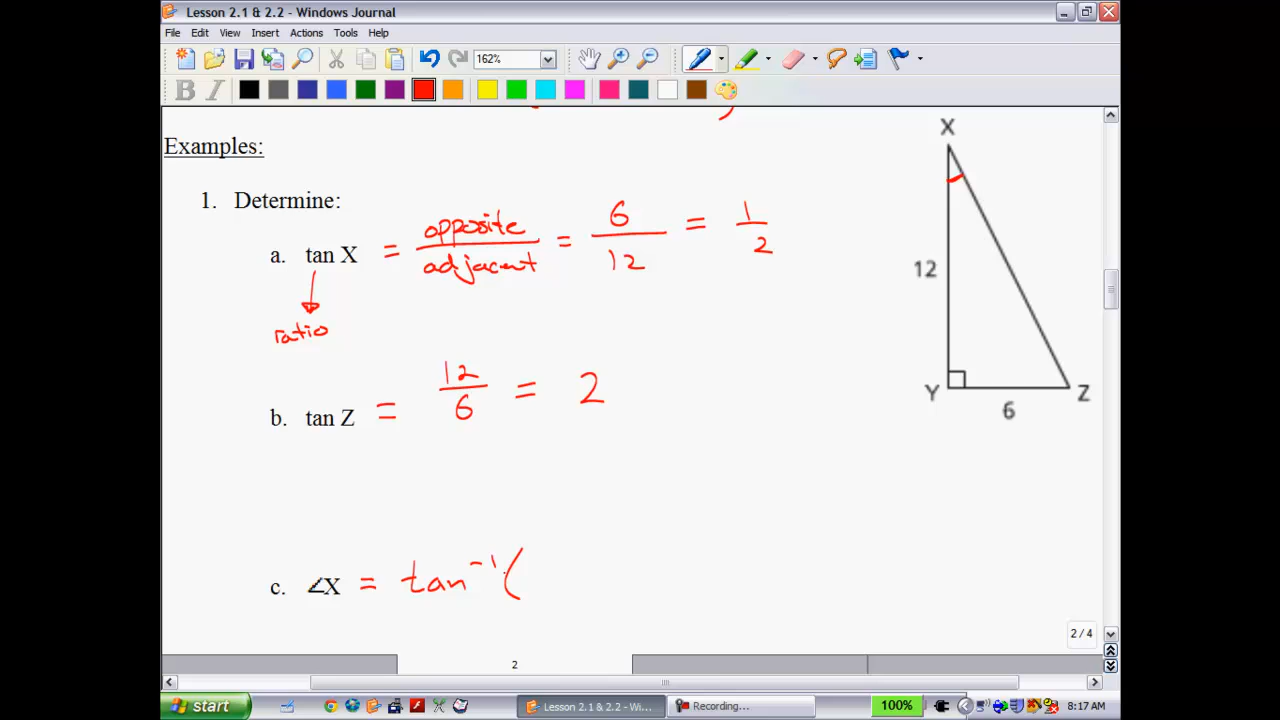 Lesson 2.1 & 2.2 - Windows Journal
File Edit View Insert Actions Tools Help
162%
B I
Examples:
X
1. Determine:
a. tan X = opposite/adjacent = 6/12 = 1/2
ratio
12
b. tan Z = 12/6 = 2
Y Z
6
c. ∠X = tan⁻¹(
2 / 4
2
start
Lesson 2.1 & 2.2 - Wi...
Recording...
100%
8:17 AM